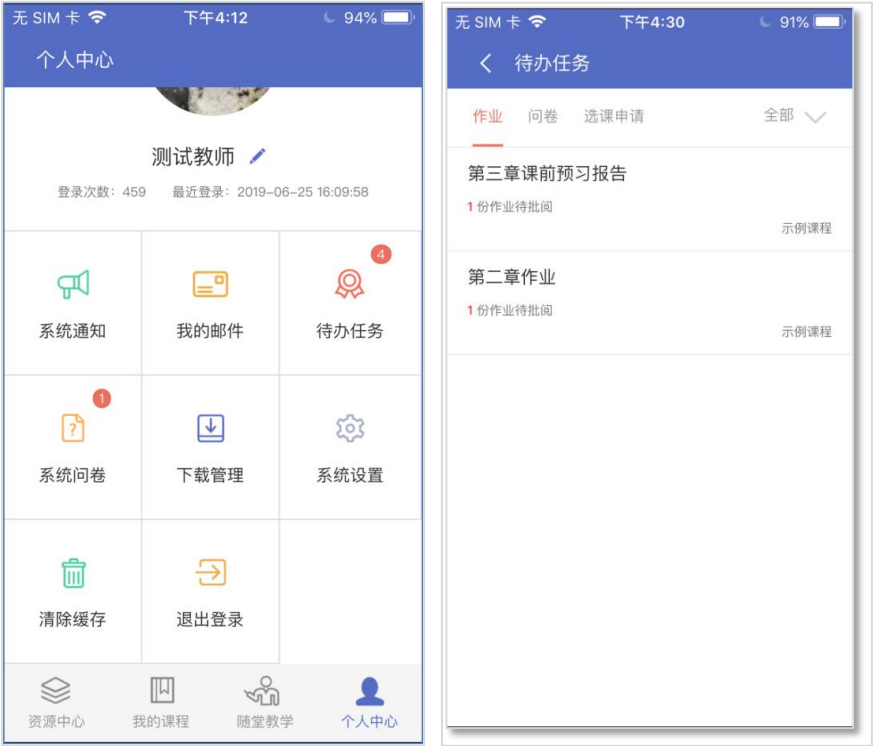 无 SIM 卡 下午4:12 94%
个人中心
测试教师
登录次数：459 最近登录：2019-06-25 16:09:58
4
系统通知 我的邮件 待办任务
1
?
系统问卷 下载管理 系统设置
清除缓存 退出登录
资源中心 我的课程 随堂教学 个人中心
无 SIM 卡 下午4:30 91%
待办任务
作业 问卷 选课申请 全部
第三章课前预习报告
1 份作业待批阅
示例课程
第二章作业
1 份作业待批阅
示例课程